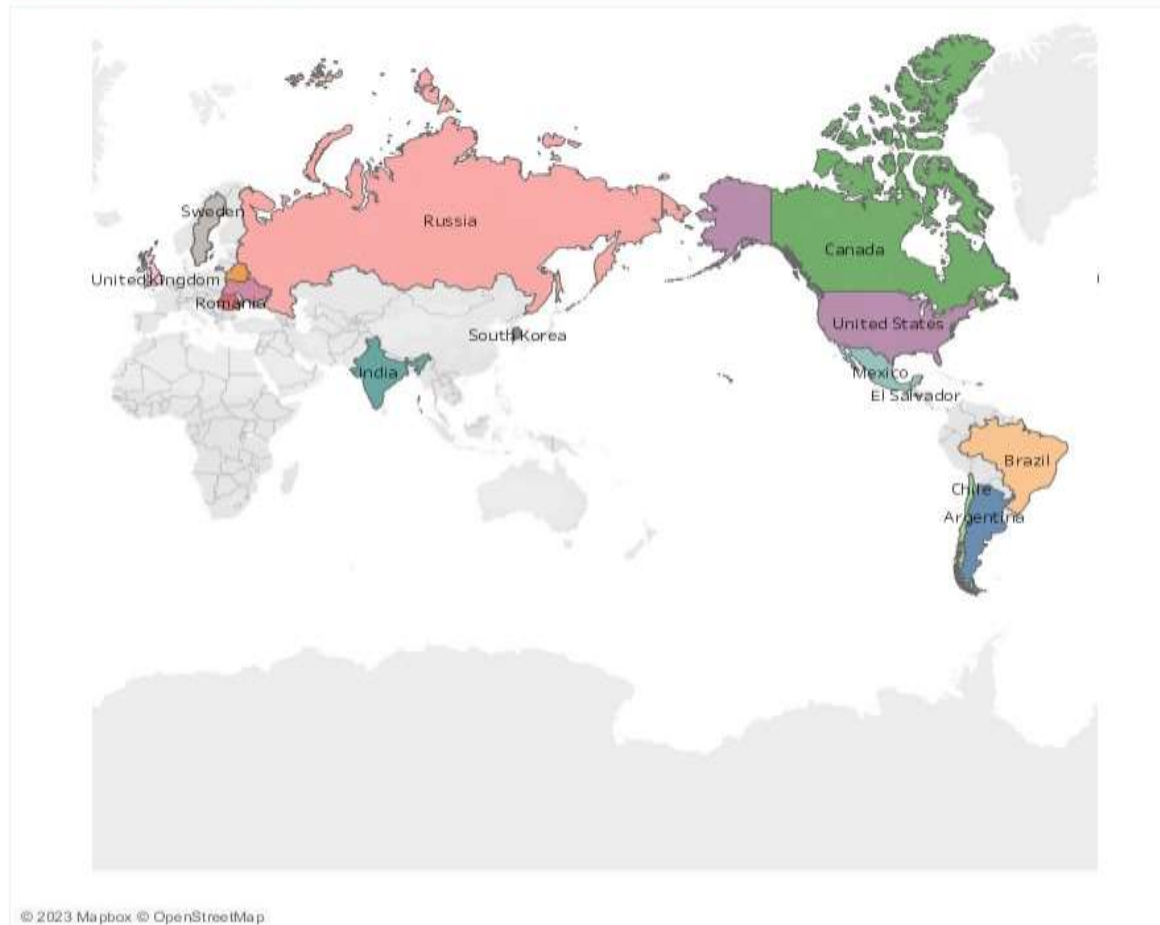 Sweden
Russia
Canada
United Kingdom
Romania
United States
South Korea
India
Mexico
El Salvador
Brazil
Chile
Argentina
© 2023 Mapbox © OpenStreetMap